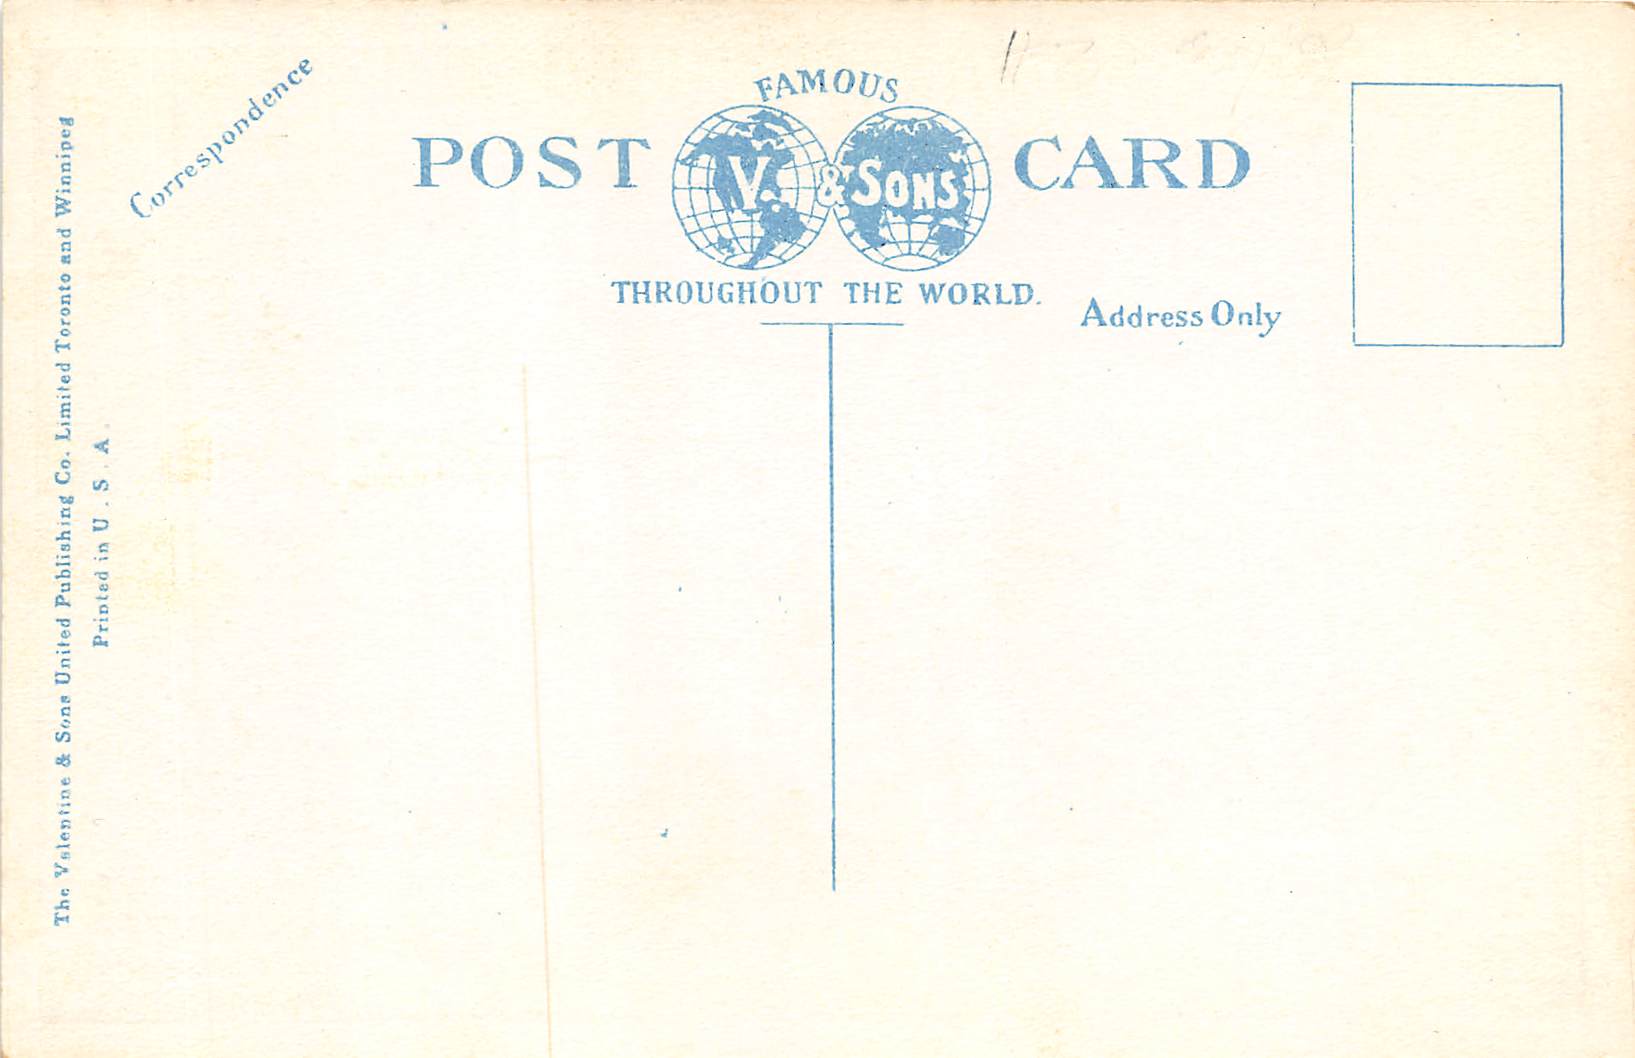 Correspondence
FAMOUS
POST V. & SONS CARD
THROUGHOUT THE WORLD.
Address Only
The Valentine & Sons United Publishing Co. Limited Toronto and Winnipeg
Printed in U. S. A.